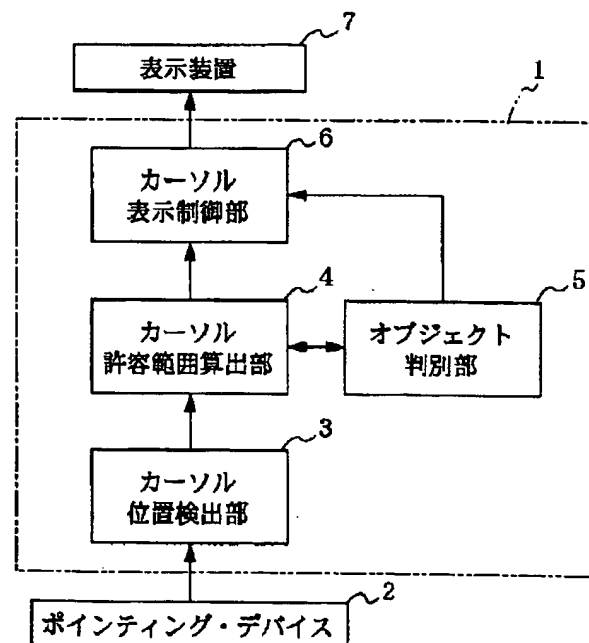 7
表示装置
1
6
カーソル
表示制御部
4
カーソル
許容範囲算出部
5
オブジェクト
判別部
3
カーソル
位置検出部
2
ポインティング・デバイス